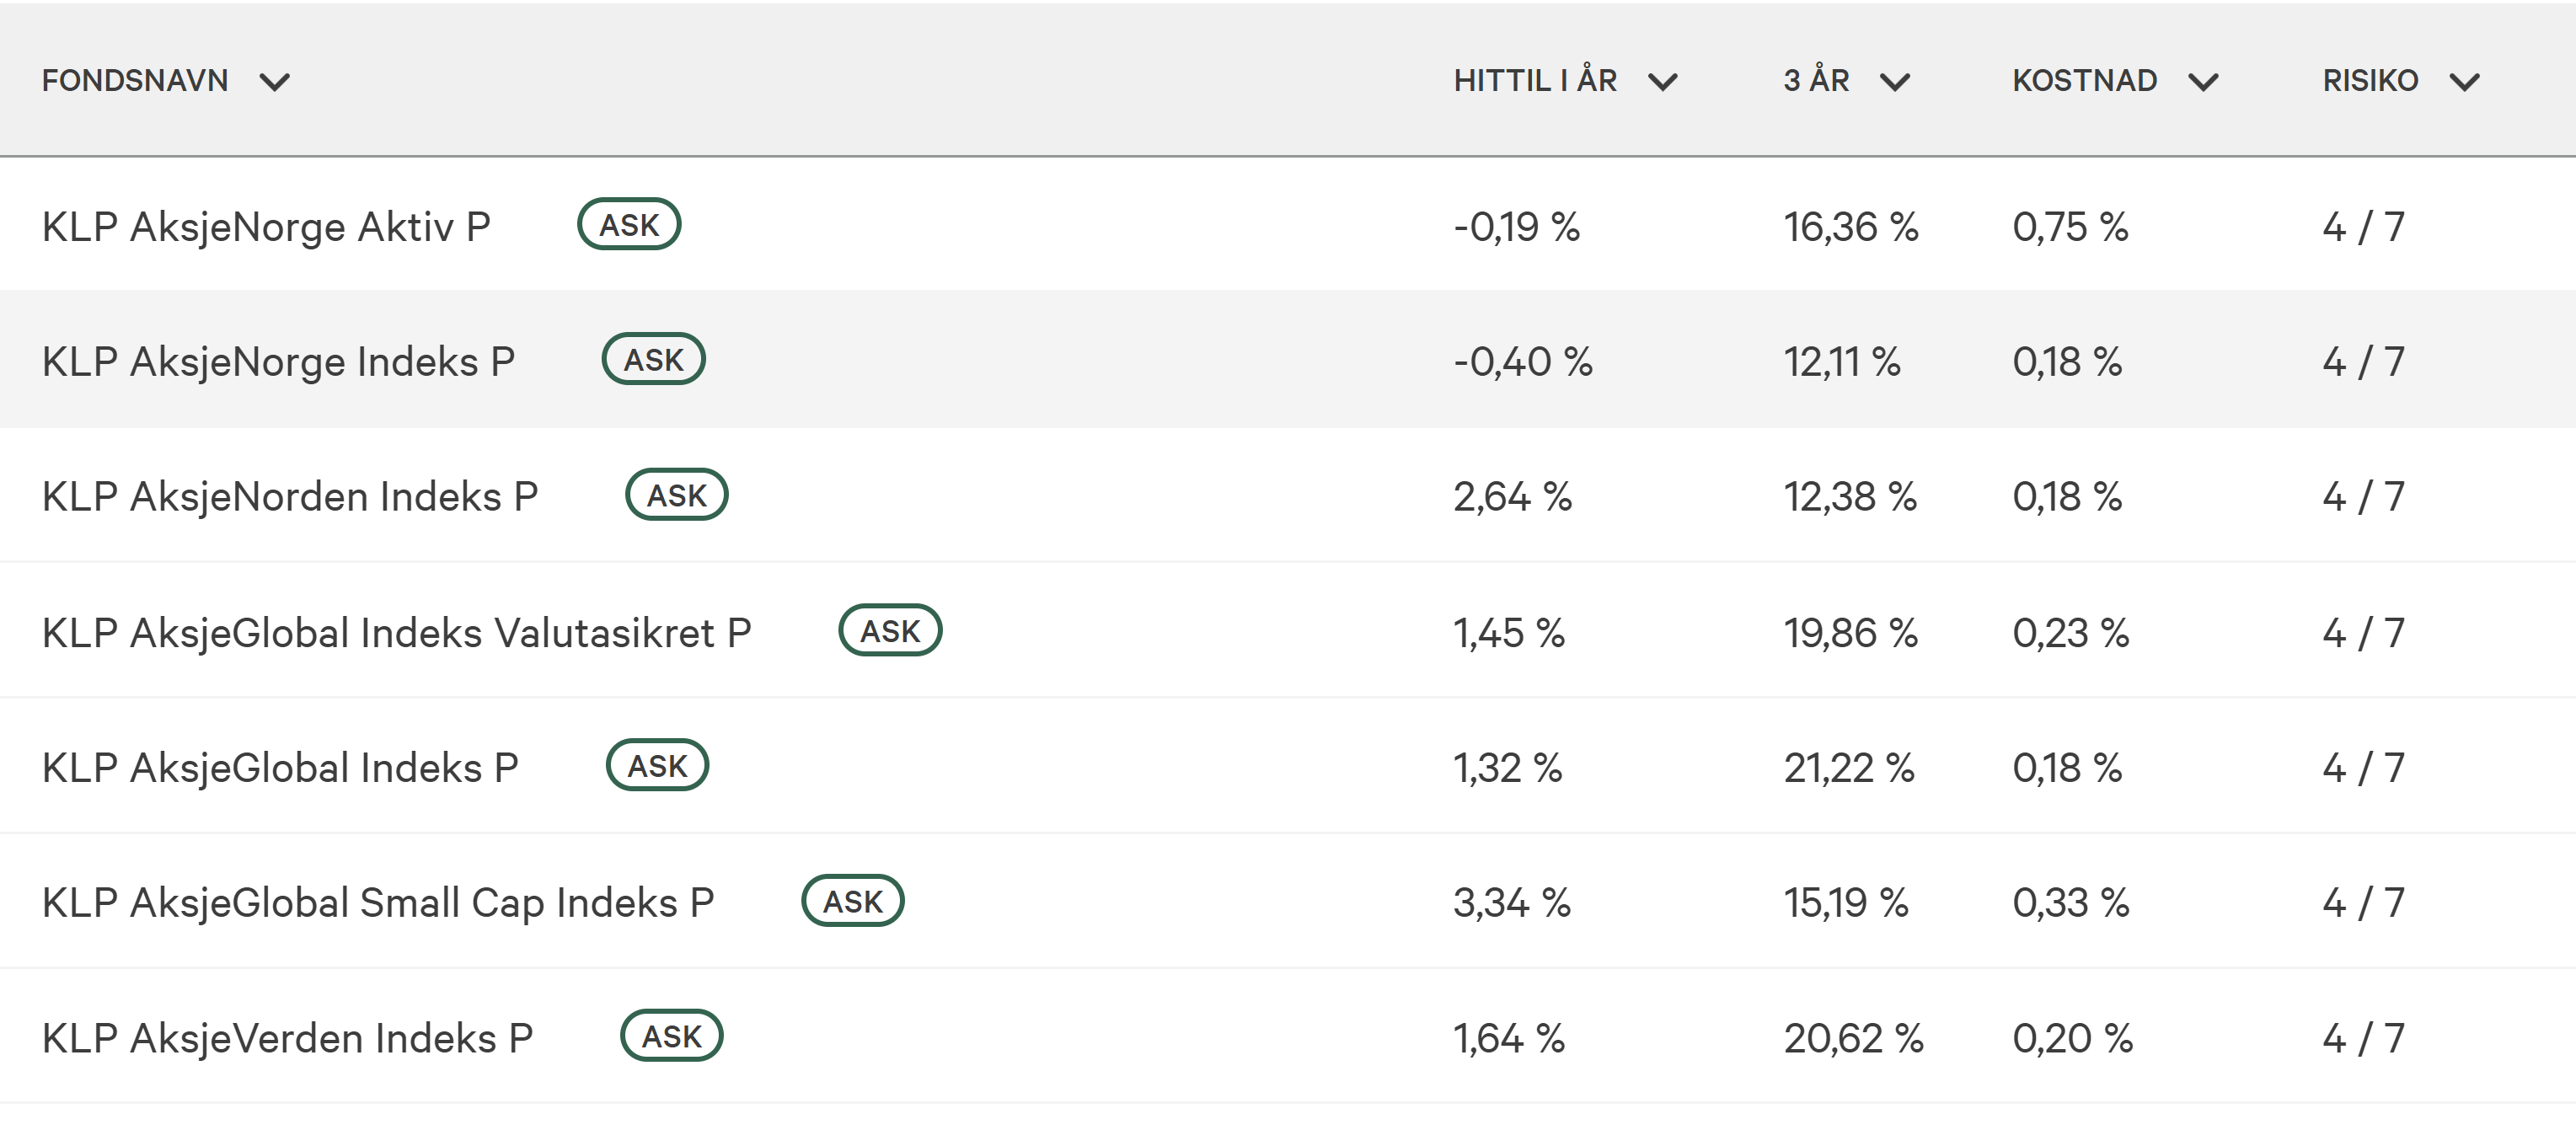 FONDSNAVN HITTIL I ÅR 3 ÅR KOSTNAD RISIKO
KLP AksjeNorge Aktiv P ASK -0,19 % 16,36 % 0,75 % 4 / 7
KLP AksjeNorge Indeks P ASK -0,40 % 12,11 % 0,18 % 4 / 7
KLP AksjeNorden Indeks P ASK 2,64 % 12,38 % 0,18 % 4 / 7
KLP AksjeGlobal Indeks Valutasikret P ASK 1,45 % 19,86 % 0,23 % 4 / 7
KLP AksjeGlobal Indeks P ASK 1,32 % 21,22 % 0,18 % 4 / 7
KLP AksjeGlobal Small Cap Indeks P ASK 3,34 % 15,19 % 0,33 % 4 / 7
KLP AksjeVerden Indeks P ASK 1,64 % 20,62 % 0,20 % 4 / 7